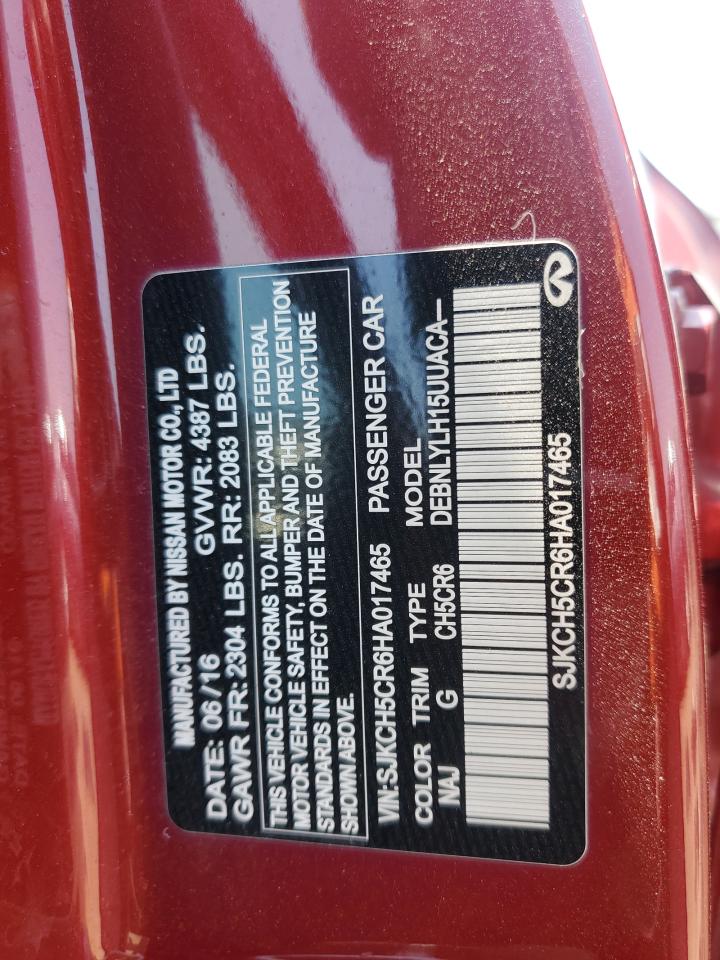 MANUFACTURED BY NISSAN MOTOR CO., LTD
DATE: 06/16 GVWR: 4387 LBS.
GAWR FR: 2304 LBS. RR: 2083 LBS.
THIS VEHICLE CONFORMS TO ALL APPLICABLE FEDERAL
MOTOR VEHICLE SAFETY, BUMPER AND THEFT PREVENTION
STANDARDS IN EFFECT ON THE DATE OF MANUFACTURE
SHOWN ABOVE.
VIN:SJKCH5CR6HA017465 PASSENGER CAR
COLOR TRIM TYPE MODEL
NAJ G CH5CR6 DEBNLYLH15UUACA—
SJKCH5CR6HA017465